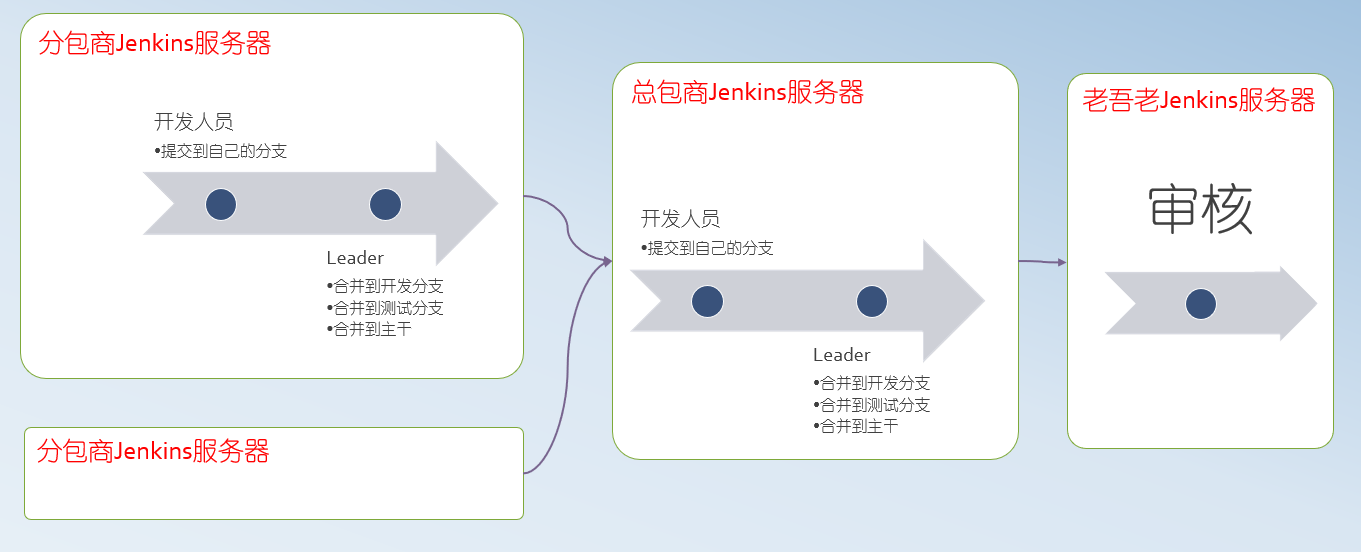 分包商Jenkins服务器
开发人员
•提交到自己的分支
Leader
•合并到开发分支
•合并到测试分支
•合并到主干
分包商Jenkins服务器
总包商Jenkins服务器
开发人员
•提交到自己的分支
Leader
•合并到开发分支
•合并到测试分支
•合并到主干
老吾老Jenkins服务器
审核